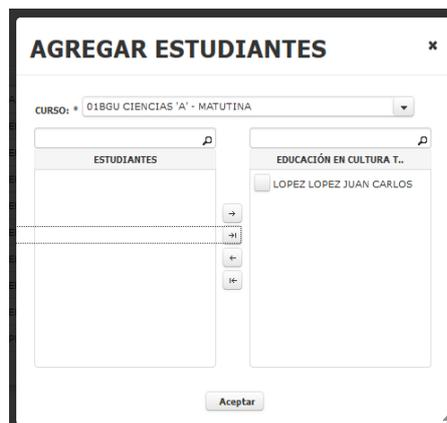 AGREGAR ESTUDIANTES
CURSO: * 01BGU CIENCIAS 'A' - MATUTINA
ESTUDIANTES
EDUCACIÓN EN CULTURA T..
LOPEZ LOPEZ JUAN CARLOS
Aceptar